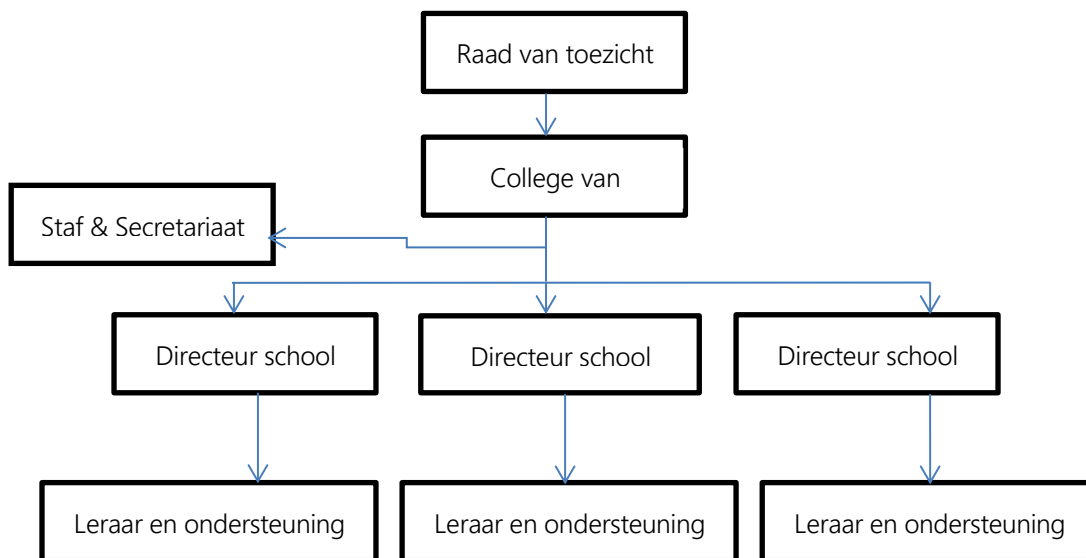 Raad van toezicht
College van
Staf & Secretariaat
Directeur school
Directeur school
Directeur school
Leraar en ondersteuning
Leraar en ondersteuning
Leraar en ondersteuning